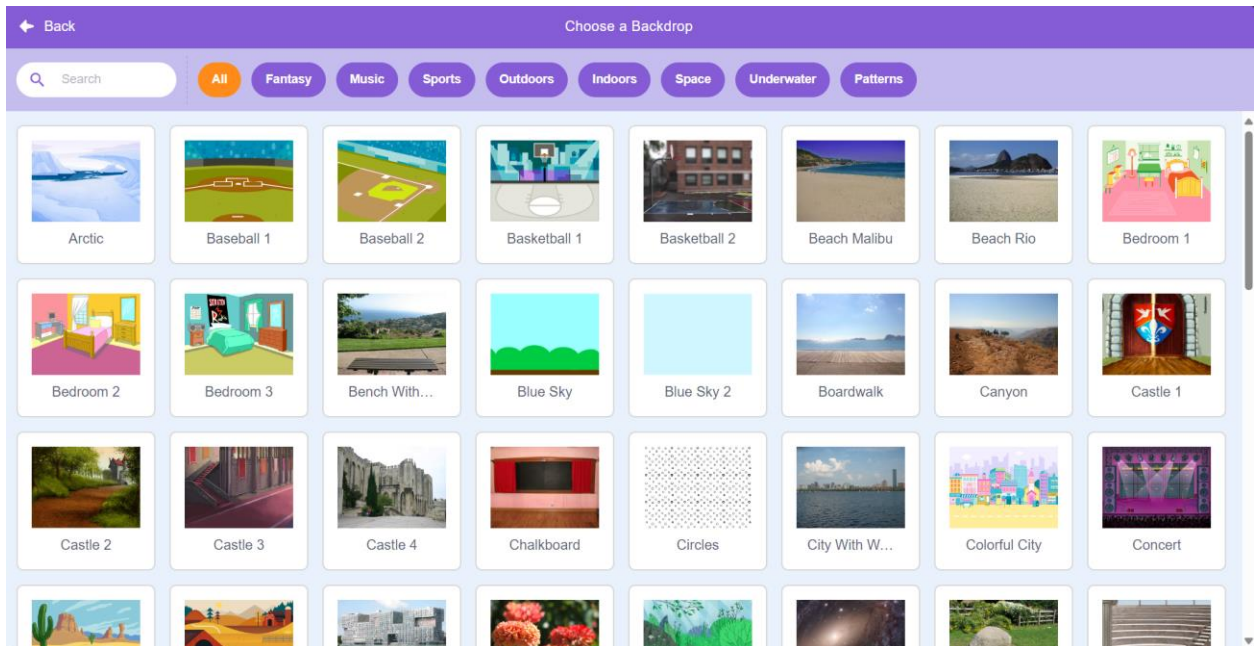 Back
Choose a Backdrop
Search
All
Fantasy
Music
Sports
Outdoors
Indoors
Space
Underwater
Patterns
Arctic
Baseball 1
Baseball 2
Basketball 1
Basketball 2
Beach Malibu
Beach Rio
Bedroom 1
Bedroom 2
Bedroom 3
Bench With...
Blue Sky
Blue Sky 2
Boardwalk
Canyon
Castle 1
Castle 2
Castle 3
Castle 4
Chalkboard
Circles
City With W...
Colorful City
Concert